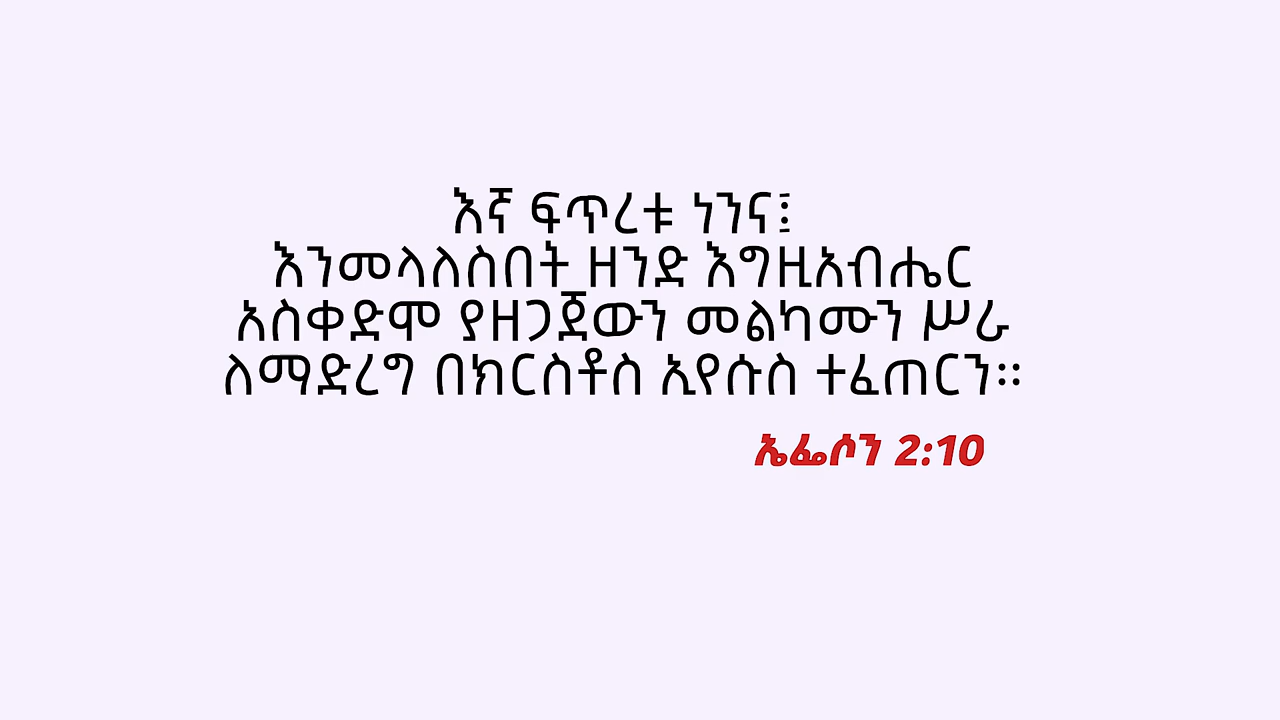 እኛ ፍጥረቱ ነንና፤
እንመላለስበት ዘንድ እግዚአብሔር
አስቀድሞ ያዘጋጀውን መልካሙን ሥራ
ለማድረግ በክርስቶስ ኢየሱስ ተፈጠርን።
ኤፌሶን 2:10